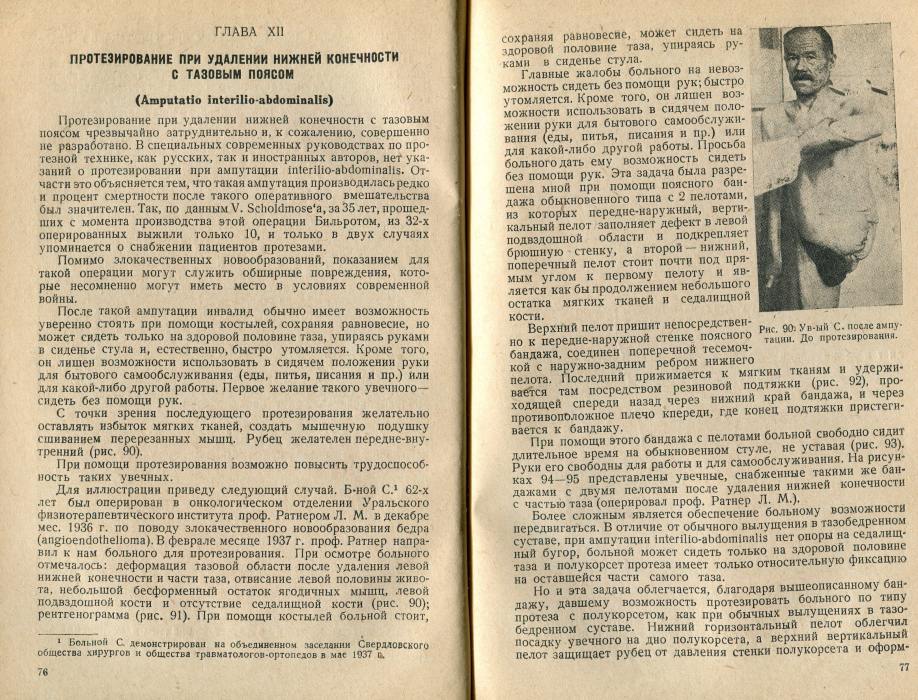 ГЛАВА XII
ПРОТЕЗИРОВАНИЕ ПРИ УДАЛЕНИИ НИЖНЕЙ КОНЕЧНОСТИ
С ТАЗОВЫМ ПОЯСОМ
(Amputatio interilio-abdominalis)
Протезирование при удалении нижней конечности с тазовым
поясом чрезвычайно затруднительно и, к сожалению, совершенно
не разработано. В специальных современных руководствах по про-
тезной технике, как русских, так и иностранных авторов, нет ука-
заний о протезировании при ампутации interilio-abdominalis. От-
части это объясняется тем, что такая ампутация производилась редко
и процент смертности после такого оперативного вмешательства
был значителен. Так, по данным V. Scholdmose'a, за 35 лет, прошед-
ших с момента производства этой операции Бильротом, из 32-х
оперированных выжили только 10, и только в двух случаях
упоминается о снабжении пациентов протезами.
Помимо злокачественных новообразований, показанием для
такой операции могут служить обширные повреждения, кото-
рые несомненно могут иметь место в условиях современной
войны.
После такой ампутации инвалид обычно имеет возможность
уверенно стоять при помощи костылей, сохраняя равновесие, но
может сидеть только на здоровой половине таза, упираясь руками
в сиденье стула и, естественно, быстро утомляется. Кроме того,
он лишен возможности использовать в сидячем положении руки
для бытового самообслуживания (еды, питья, писания и пр.) или
для какой-либо другой работы. Первое желание такого увечного—
сидеть без помощи рук.
С точки зрения последующего протезирования желательно
оставлять избыток мягких тканей, создать мышечную подушку
сшиванием перерезанных мышц. Рубец желателен передне-вну-
тренний (рис. 90).
При помощи протезирования возможно повысить трудоспособ-
ность таких увечных.
Для иллюстрации приведу следующий случай. Б-ной С.¹ 62-х
лет был оперирован в онкологическом отделении Уральского
физиотерапевтического института проф. Ратнером Л. М. в декабре
мес. 1936 г. по поводу злокачественного новообразования бедра
(angioendothelioma). В феврале месяце 1937 г. проф. Ратнер напра-
вил к нам больного для протезирования. При осмотре больного
отмечалось: деформация тазовой области после удаления левой
нижней конечности и части таза, отвисание левой половины живо-
та, небольшой бесформенный остаток ягодичных мышц, левой
подвздошной кости и отсутствие седалищной кости (рис. 90);
рентгенограмма (рис. 91). При помощи костылей больной стоит,
¹ Больной С. демонстрирован на объединенном заседании Свердловского
общества хирургов и общества травматологов-ортопедов в мае 1937 г.
76
сохраняя равновесие, может сидеть на
здоровой половине таза, упираясь ру-
ками в сиденье стула.
Главные жалобы больного на невоз-
можность сидеть без помощи рук; быстро
утомляется. Кроме того, он лишен воз-
можности использовать в сидячем поло-
жении руки для бытового самообслужи-
вания (еды, питья, писания и пр.) или
для какой-либо другой работы. Просьба
больного дать ему возможность сидеть
без помощи рук. Эта задача была разре-
шена мной при помощи поясного бан-
дажа обыкновенного типа с 2 пелотами,
из которых передне-наружный, верти-
кальный пелот заполняет дефект в левой
подвздошной области и подкрепляет
брюшную стенку, а второй — нижний,
поперечный пелот стоит почти под пря-
мым углом к первому пелоту и яв-
ляется как бы продолжением небольшого
остатка мягких тканей и седалищной
кости.
Верхний пелот пришит непосредствен-
но к передне-наружной стенке поясного
бандажа, соединен поперечной тесемоч-
кой с наружно-задним ребром нижнего
пелота. Последний прижимается к мягким тканям и удержи-
вается там посредством резиновой подтяжки (рис. 92), про-
ходящей спереди назад через нижний край бандажа, и через
противоположное плечо кпереди, где конец подтяжки пристеги-
вается к бандажу.
При помощи этого бандажа с пелотами больной свободно сидит
длительное время на обыкновенном стуле, не уставая (рис. 93).
Руки его свободны для работы и для самообслуживания. На рисун-
ках 94—95 представлены увечные, снабженные такими же бан-
дажами с двумя пелотами после удаления нижней конечности
с частью таза (оперировал проф. Ратнер Л. М.).
Более сложным является обеспечение больному возможности
передвигаться. В отличие от обычного вылущения в тазобедренном
суставе, при ампутации interilio-abdominalis нет опоры на седалищ-
ный бугор, больной может сидеть только на здоровой половине
таза и полукорсет протеза имеет только относительную фиксацию
на оставшейся части самого таза.
Но и эта задача облегчается, благодаря вышеописанному бан-
дажу, давшему возможность протезировать больного по типу
протеза с полукорсетом, как при обычных вылущениях в тазо-
бедренном суставе. Нижний горизонтальный пелот облегчил
посадку увечного на дно полукорсета, а верхний вертикальный
пелот защищает рубец от давления стенки полукорсета и оформ-
Рис. 90. Ув-ый С. после ампу-
тации. До протезирования.
77